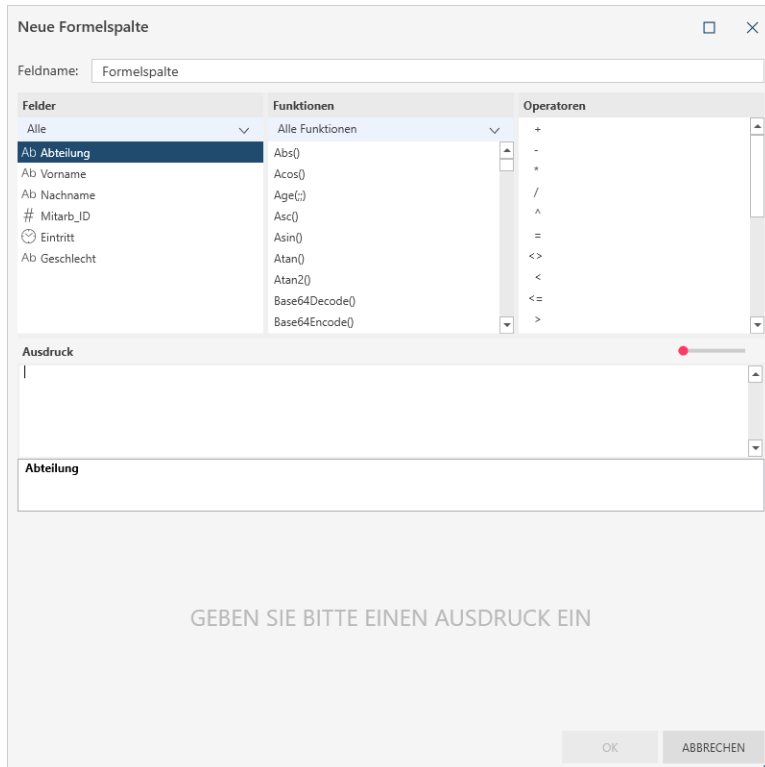 Neue Formelspalte
Feldname: Formelspalte
Felder
Alle
Ab Abteilung
Ab Vorname
Ab Nachname
# Mitarb_ID
Eintritt
Ab Geschlecht
Funktionen
Alle Funktionen
Abs()
Acos()
Age(;;)
Asc()
Asin()
Atan()
Atan2()
Base64Decode()
Base64Encode()
Operatoren
+
-
*
/
^
=
<>
<
<=
>
Ausdruck
Abteilung
GEBEN SIE BITTE EINEN AUSDRUCK EIN
OK ABBRECHEN